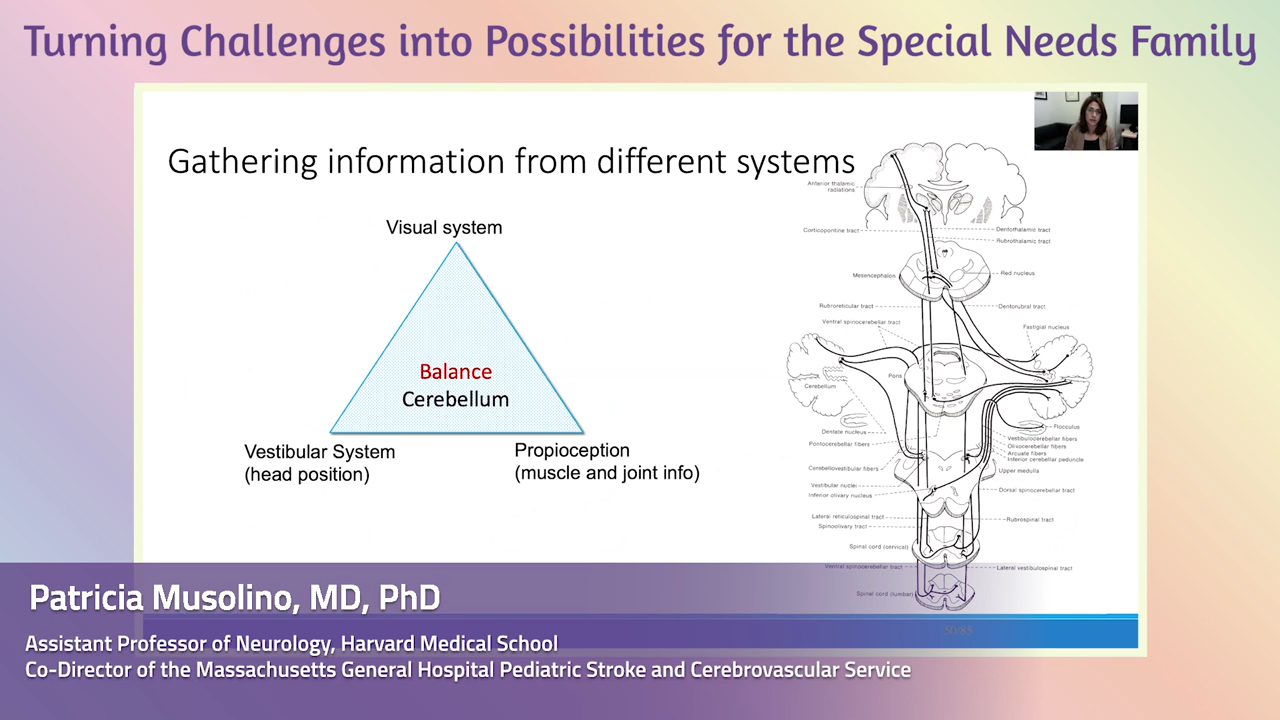 Turning Challenges into Possibilities for the Special Needs Family
Gathering information from different systems
Visual system
Balance
Cerebellum
Vestibular System
(head position)
Propioception
(muscle and joint info)
Anterior thalamic
radiations
Corticopontine tract
Dentothalamic tract
Rubrothalamic tract
Mesencephalon
Red nucleus
Rubroreticular tract
Dentorubral tract
Ventral spinocerebellar tract
Fastigial nucleus
Pons
Cerebellum
Dentate nucleus
Flocculus
Pontocerebellar fibers
Vestibulocerebellar fibers
Olivocerebellar fibers
Arcuate fibers
Inferior cerebellar peduncle
Cerebellovestibular fibers
Upper medulla
Vestibular nuclei
Inferior olivary nucleus
Dorsal spinocerebellar tract
Lateral reticulospinal tract
Rubrospinal tract
Spinoolivary tract
Spinal cord (cervical)
Ventral spinocerebellar tract
Lateral vestibulospinal tract
Spinal cord (lumbar)
50/85
Patricia Musolino, MD, PhD
Assistant Professor of Neurology, Harvard Medical School
Co-Director of the Massachusetts General Hospital Pediatric Stroke and Cerebrovascular Service